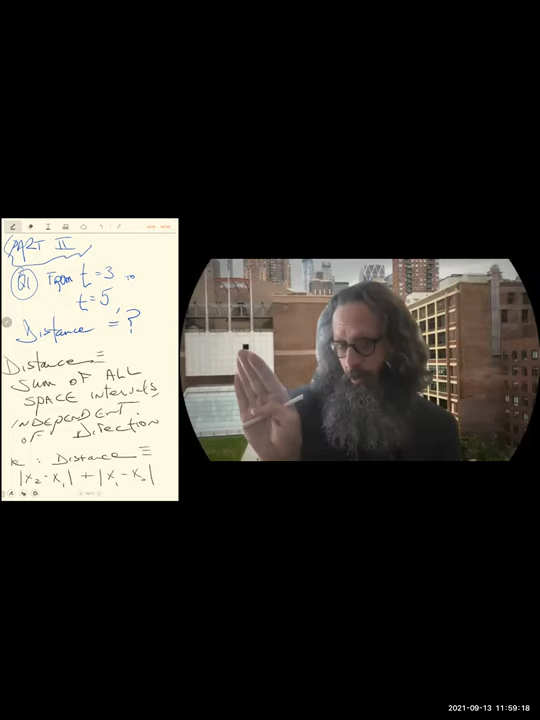 PART II
Q1 From t=3 to
t=5,
Distance = ?
Distance ≡
SUM OF ALL
SPACE INTERVALS,
INDEPENDENT
OF DIRECTION
ie : Distance ≡
|x₂-x₁| + |x₁-x₀|
2021-09-13 11:59:18